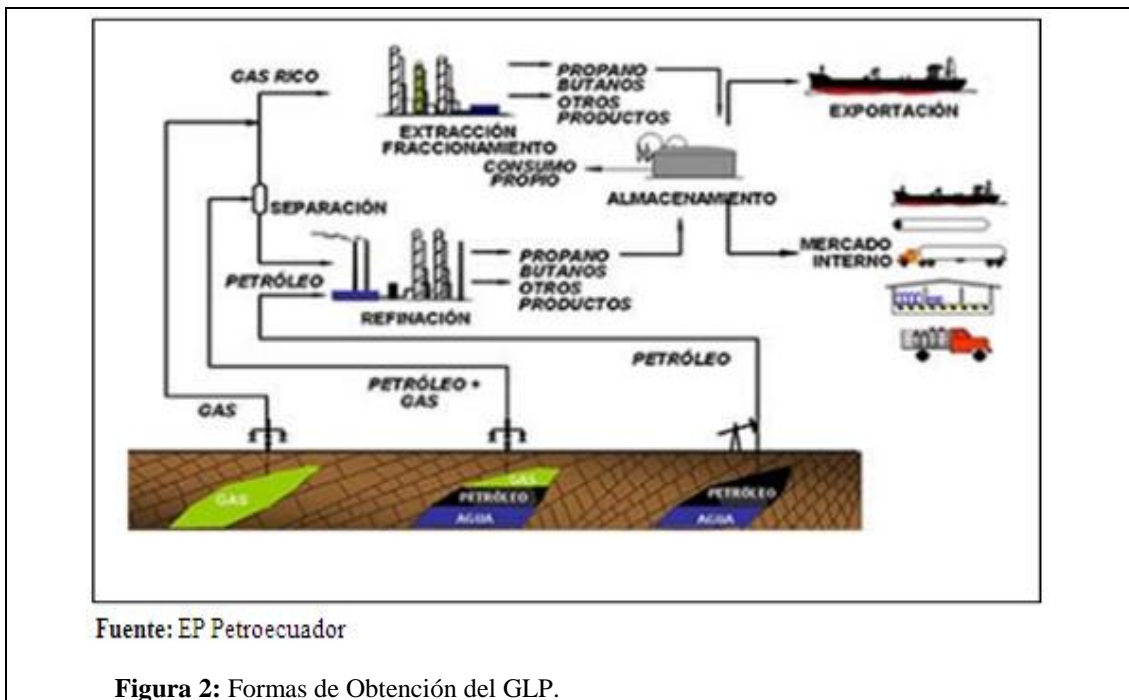 GAS RICO
EXTRACCIÓN
FRACCIONAMIENTO
PROPANO
BUTANOS
OTROS
PRODUCTOS
EXPORTACIÓN
CONSUMO
PROPIO
ALMACENAMIENTO
SEPARACIÓN
PETRÓLEO
REFINACIÓN
PROPANO
BUTANOS
OTROS
PRODUCTOS
MERCADO
INTERNO
PETRÓLEO
PETRÓLEO +
GAS
GAS
GAS
GAS
PETRÓLEO
AGUA
PETRÓLEO
AGUA
Fuente: EP Petroecuador
Figura 2: Formas de Obtención del GLP.